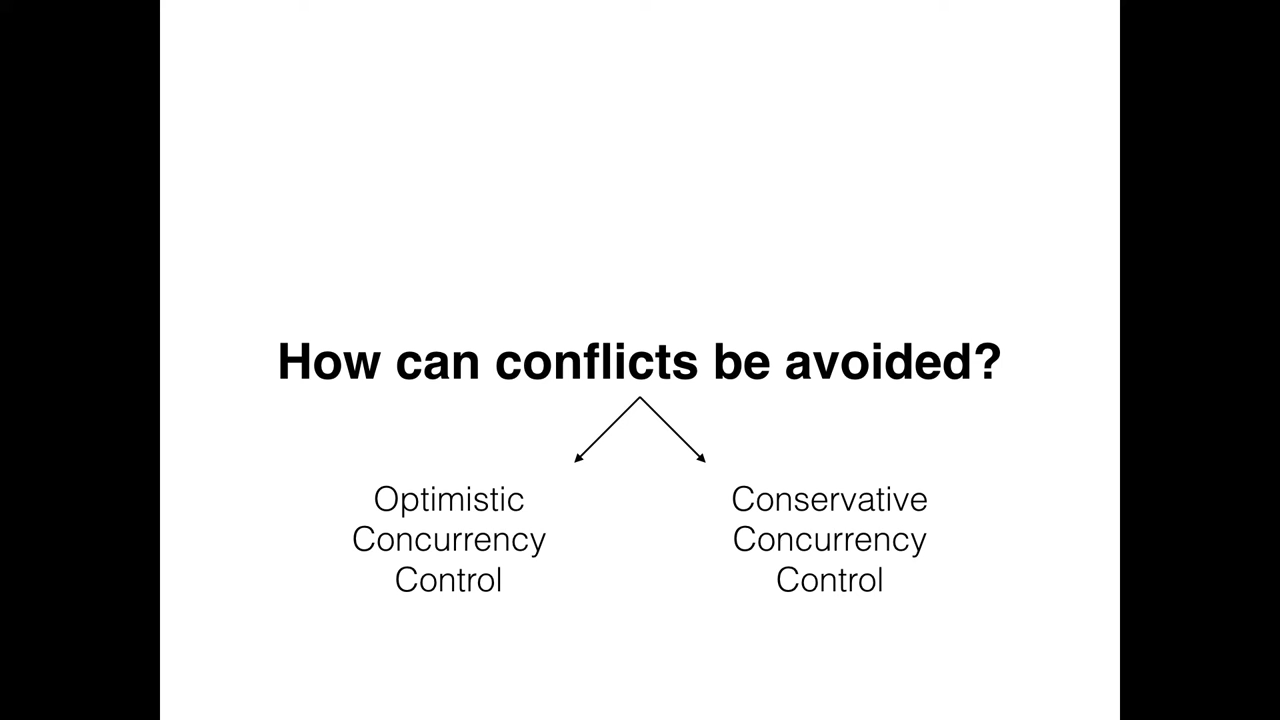 How can conflicts be avoided?
Optimistic
Concurrency
Control
Conservative
Concurrency
Control